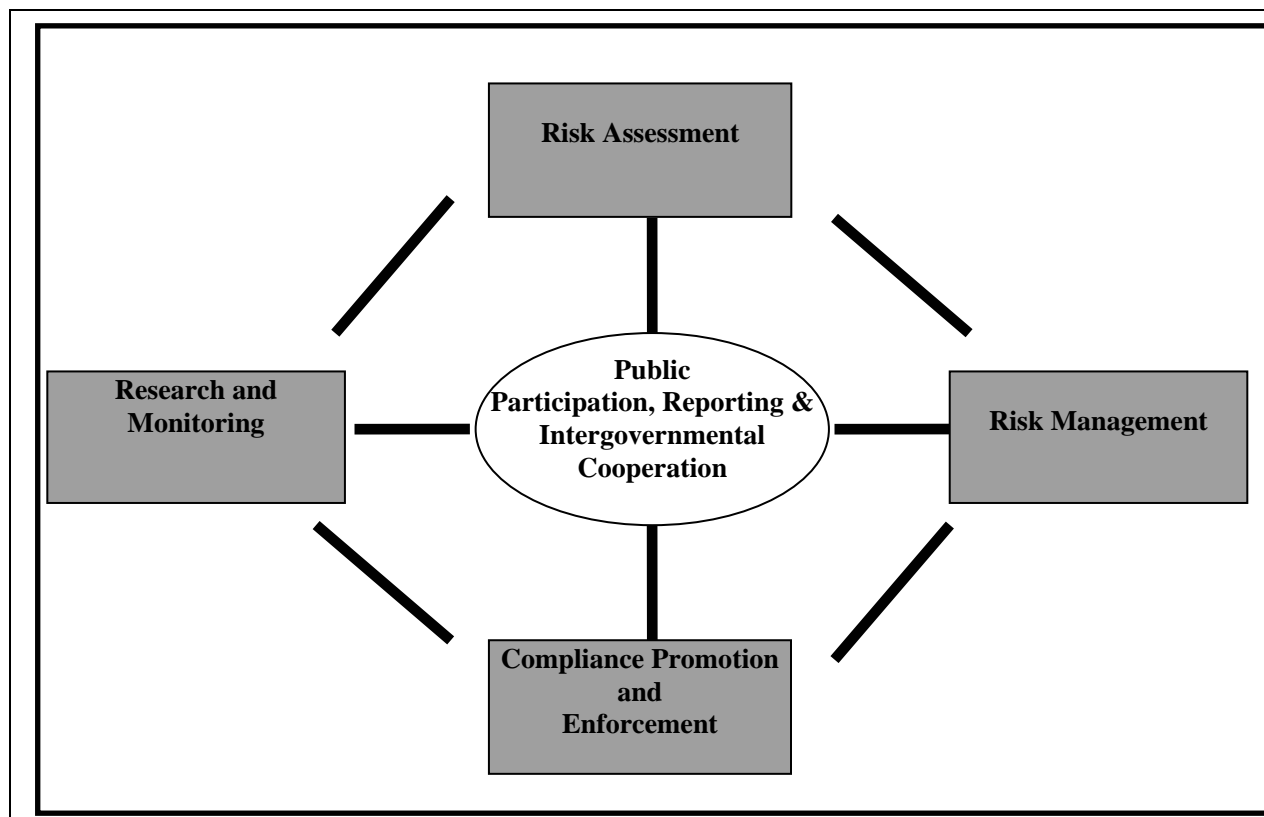 Risk Assessment
Public
Participation, Reporting &
Intergovernmental
Cooperation
Research and
Monitoring
Risk Management
Compliance Promotion
and
Enforcement